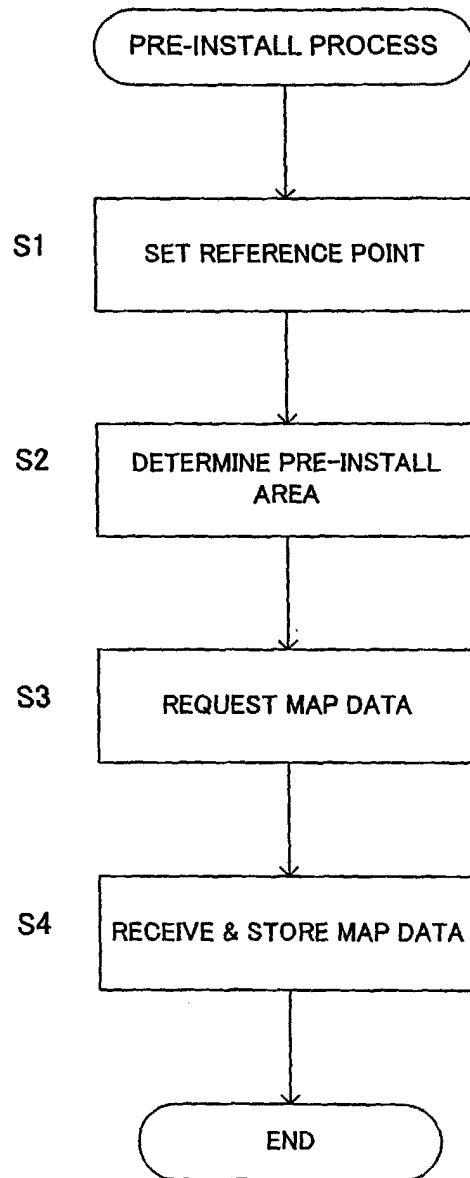 PRE-INSTALL PROCESS
S1
SET REFERENCE POINT
S2
DETERMINE PRE-INSTALL
AREA
S3
REQUEST MAP DATA
S4
RECEIVE & STORE MAP DATA
END